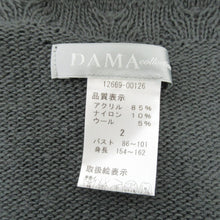 DAMA collection
12669-00126
品質表示
アクリル 85%
ナイロン 10%
ウール 5%
2
バスト 86~101
身長 154~162
取扱絵表示